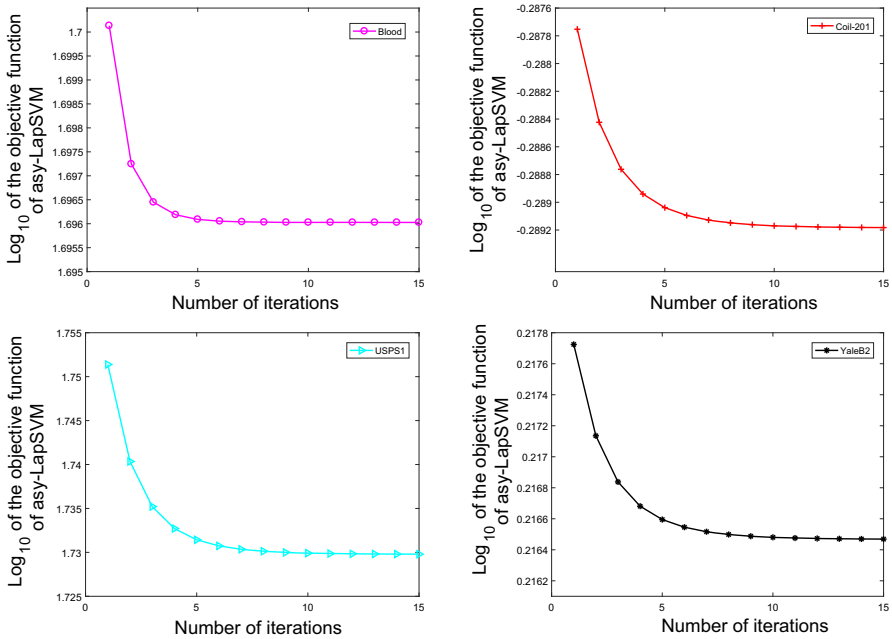 Log10 of the objective function
of asy-LapSVM
1.7
1.6995
1.699
1.6985
1.698
1.6975
1.697
1.6965
1.696
1.6955
1.695
Blood
0 5 10 15
Number of iterations
Log10 of the objective function
of asy-LapSVM
-0.2876
-0.2878
-0.288
-0.2882
-0.2884
-0.2886
-0.2888
-0.289
-0.2892
Coil-201
0 5 10 15
Number of iterations
Log10 of the objective function
of asy-LapSVM
1.755
1.75
1.745
1.74
1.735
1.73
1.725
USPS1
0 5 10 15
Number of iterations
Log10 of the objective function
of asy-LapSVM
0.2178
0.2176
0.2174
0.2172
0.217
0.2168
0.2166
0.2164
0.2162
YaleB2
0 5 10 15
Number of iterations